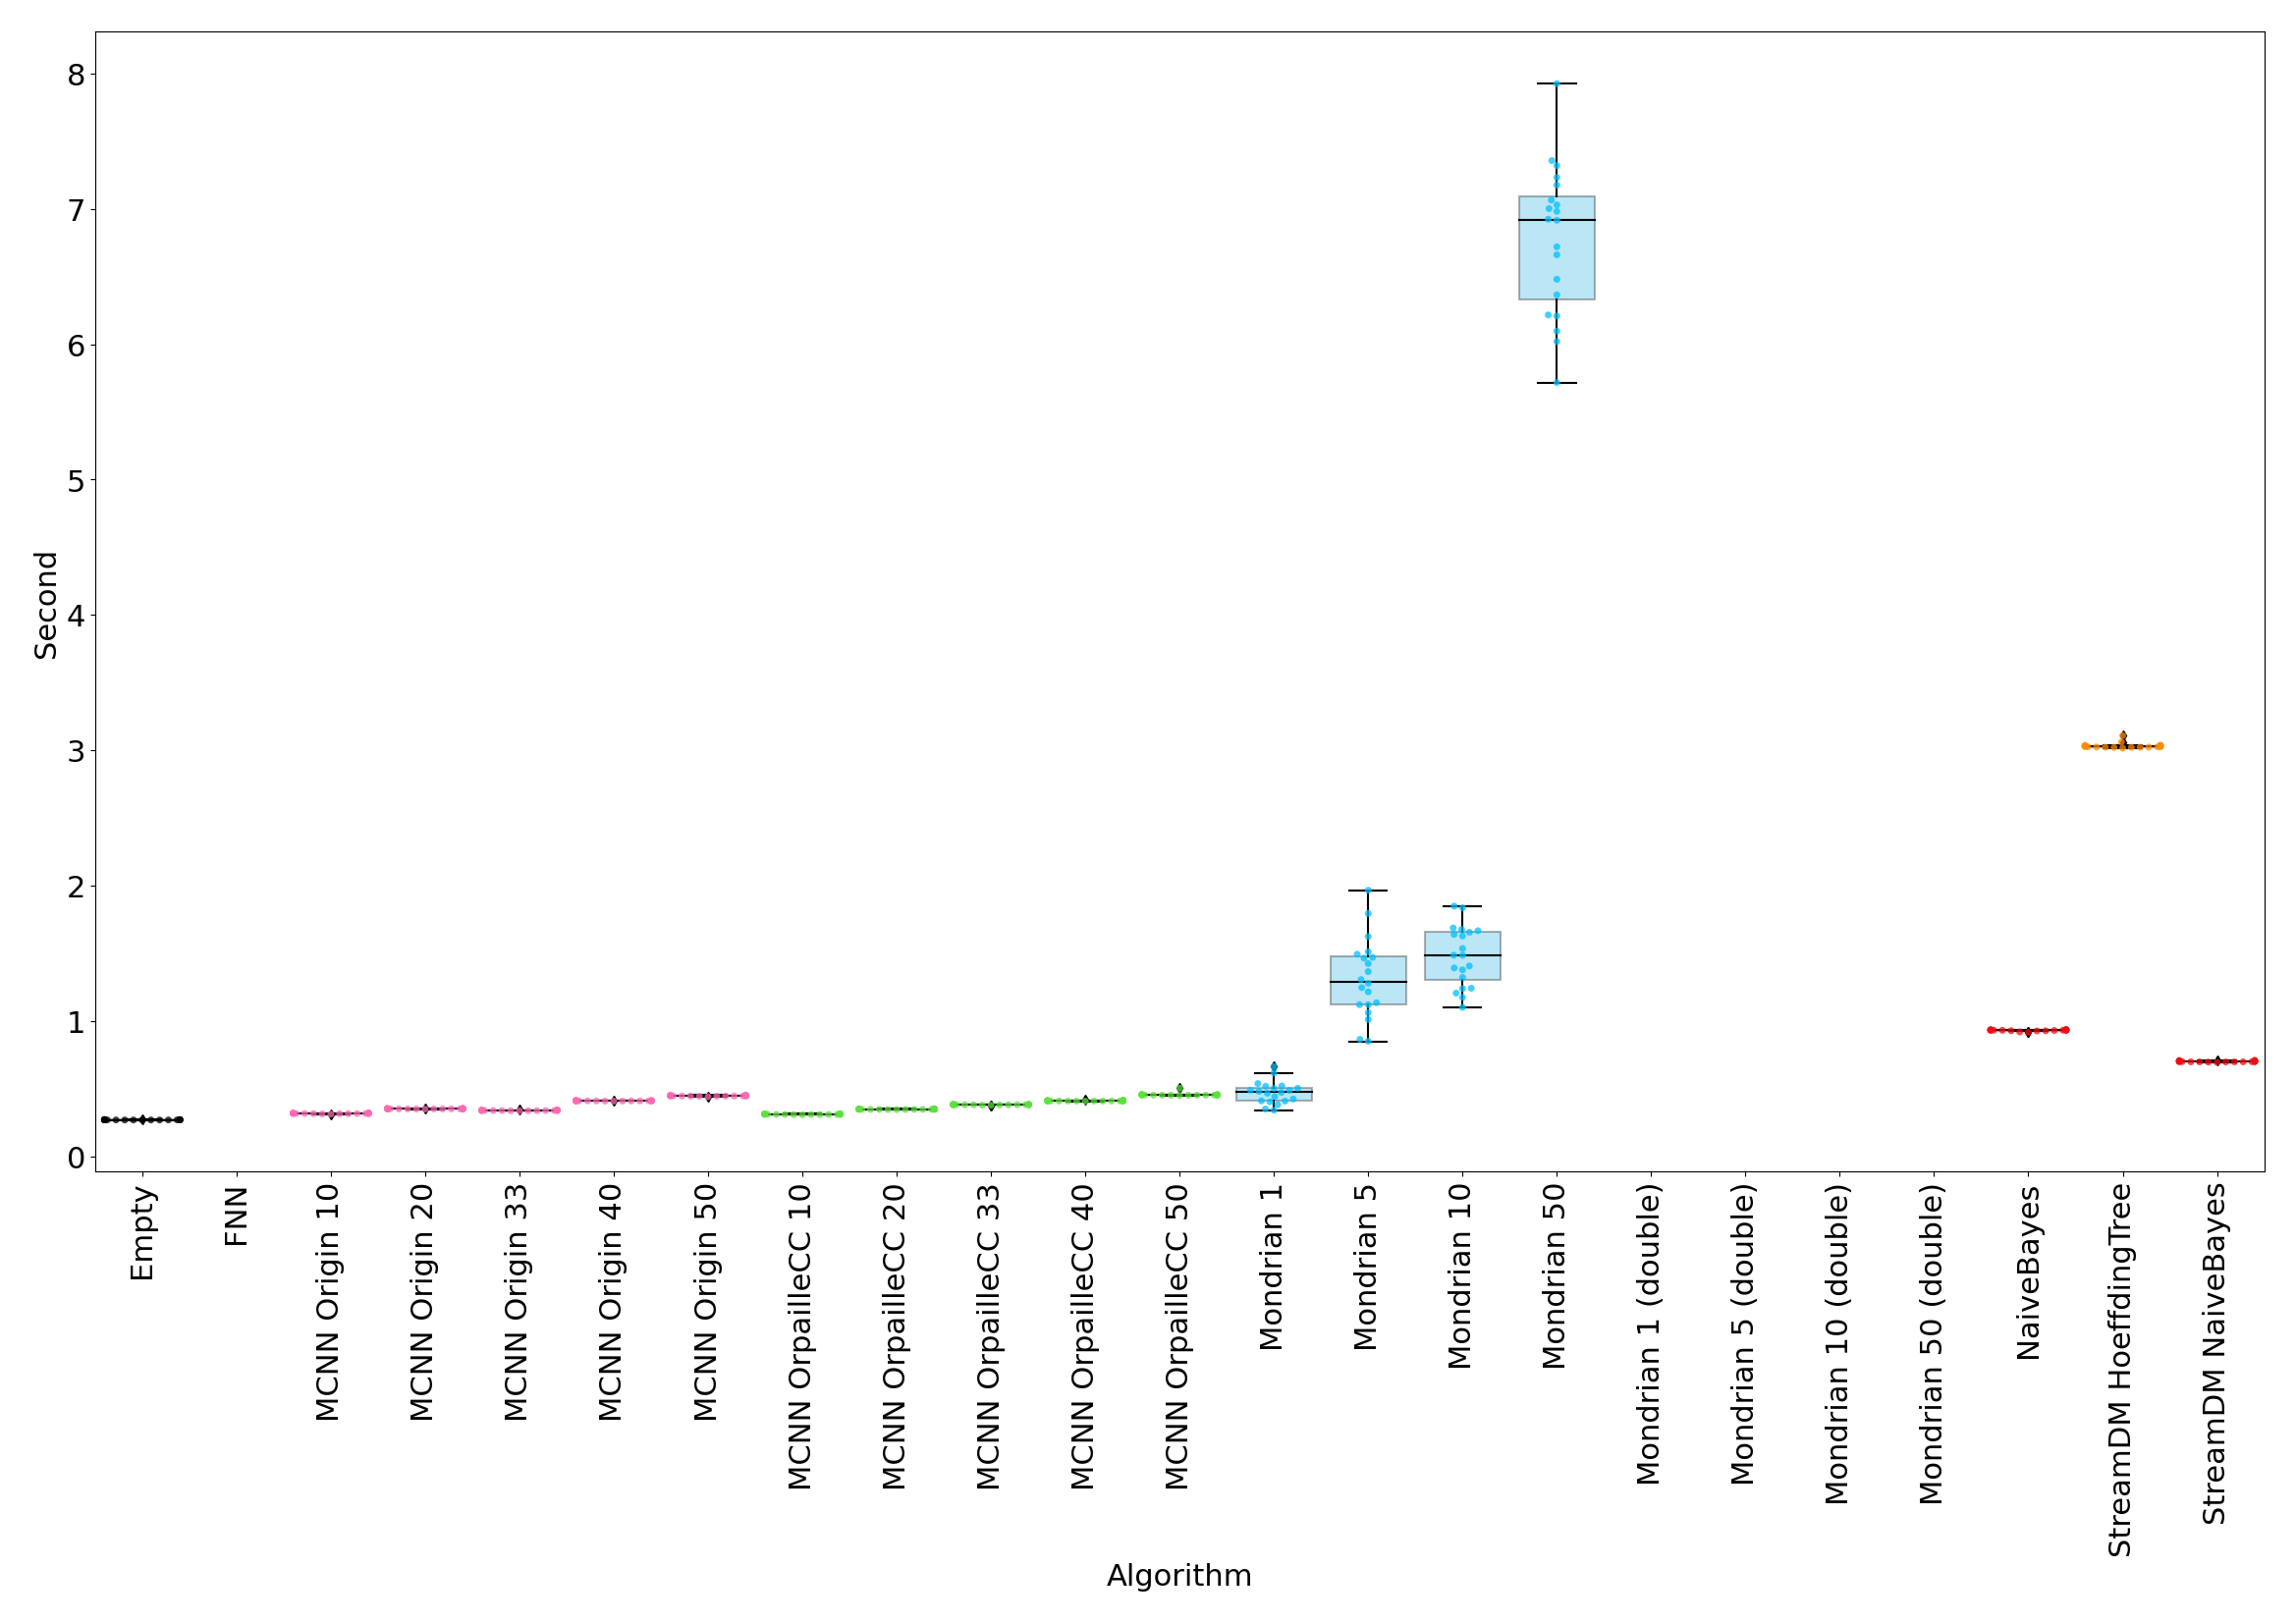 8
7
6
5
4
3
2
1
0
Second
Empty
FNN
MCNN Origin 10
MCNN Origin 20
MCNN Origin 33
MCNN Origin 40
MCNN Origin 50
MCNN OrpailleCC 10
MCNN OrpailleCC 20
MCNN OrpailleCC 33
MCNN OrpailleCC 40
MCNN OrpailleCC 50
Mondrian 1
Mondrian 5
Mondrian 10
Mondrian 50
Mondrian 1 (double)
Mondrian 5 (double)
Mondrian 10 (double)
Mondrian 50 (double)
NaiveBayes
StreamDM HoeffdingTree
StreamDM NaiveBayes
Algorithm